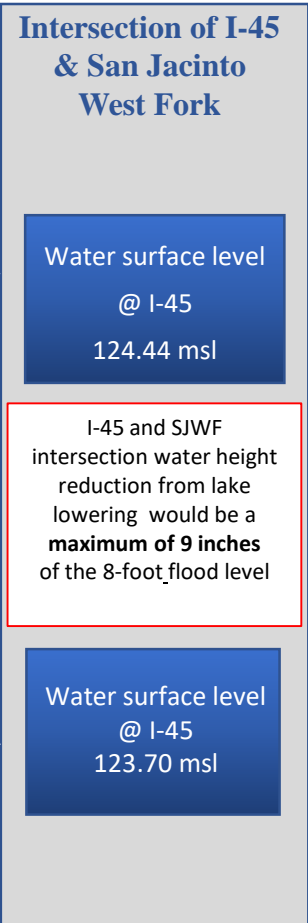 Intersection of I-45
& San Jacinto
West Fork
Water surface level
@ I-45
124.44 msl
I-45 and SJWF
intersection water height
reduction from lake
lowering would be a
maximum of 9 inches
of the 8-foot flood level
Water surface level
@ I-45
123.70 msl